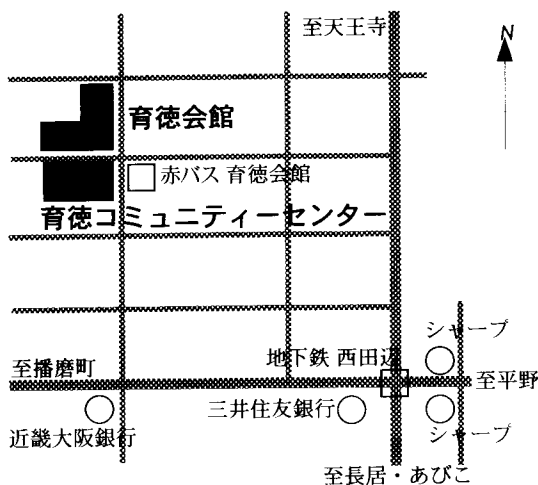 至天王寺
N
育徳会館
赤バス 育徳会館
育徳コミュニティーセンター
シャープ
地下鉄 西田辺
至播磨町
至平野
三井住友銀行
近畿大阪銀行
シャープ
至長居・あびこ